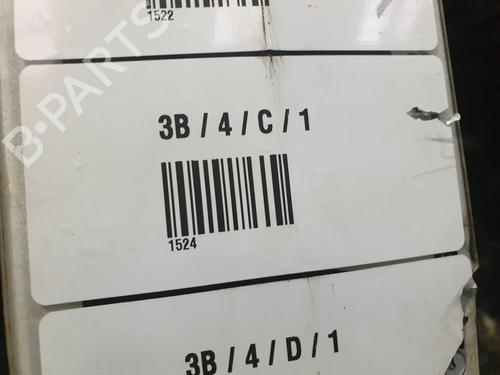 1522
3B / 4 / C / 1
1524
3B / 4 / D / 1
B-PARTS